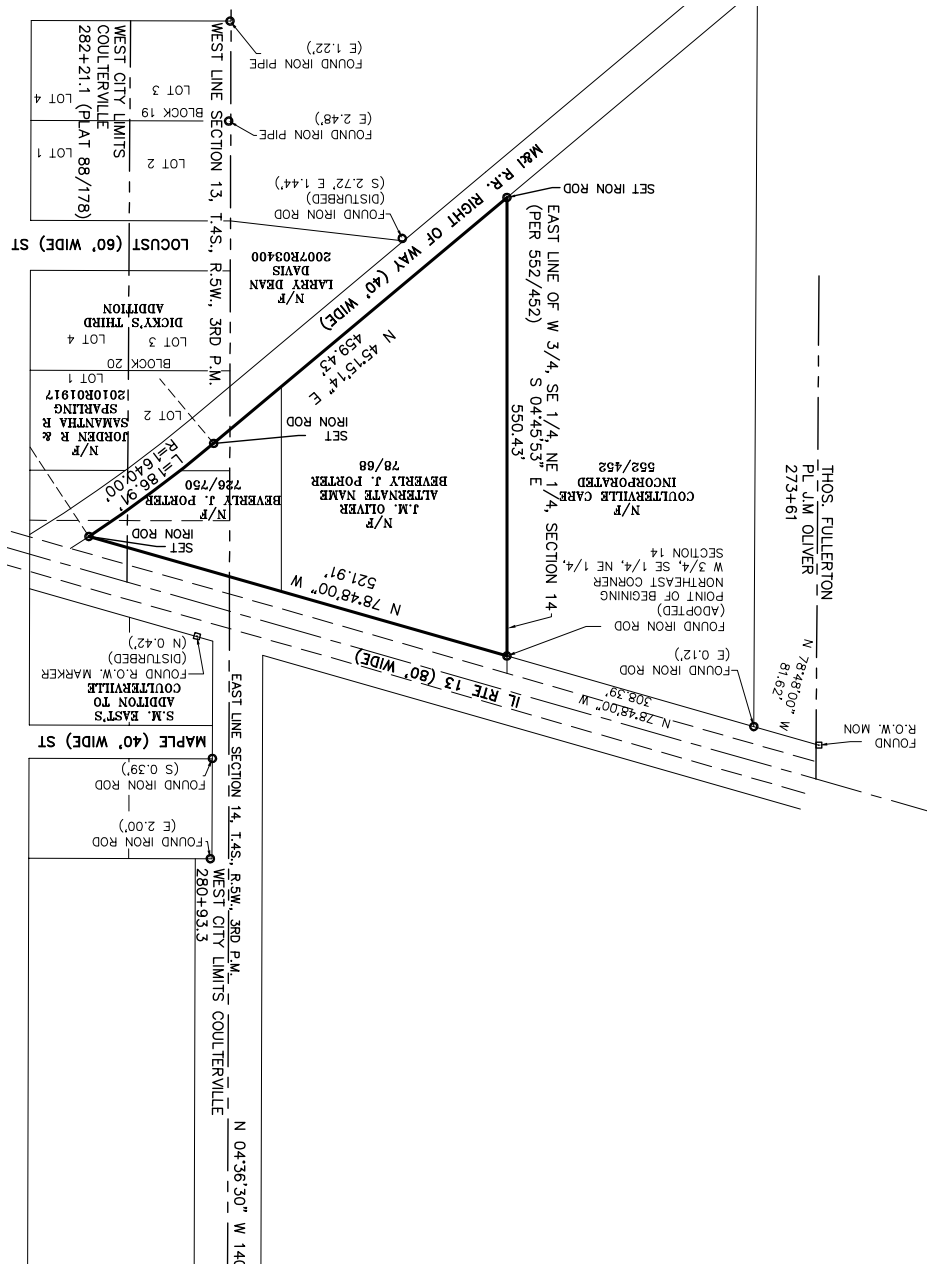 WEST CITY LIMITS
COULTERVILLE
282+21.1 (PLAT 88/178)
LOT 3
LOT 4
BLOCK 19
LOT 2
LOT 1
WEST LINE SECTION 13, T.4S., R.5W., 3RD P.M.
FOUND IRON PIPE
(E 1.22')
FOUND IRON PIPE
(E 2.48')
FOUND IRON ROD
(DISTURBED)
(S 2.72' E 1.44')
LOCUST (60' WIDE) ST
N/F
LARRY DEAN
DAVIS
2007R03400
M&I R.R. RIGHT OF WAY (40' WIDE)
SET IRON ROD
EAST LINE OF W 3/4, SE 1/4, NE 1/4, SECTION 14
(PER 552/452)
S 04°45'53" E
550.43'
DICKY'S THIRD
ADDITION
LOT 3
LOT 4
BLOCK 20
LOT 2
LOT 1
N/F
JORDEN R &
SAMANTHA R
SPARLING
2010R01917
N 45°15'14" E
459.43'
SET
IRON ROD
L=186.91'
R=1640.00'
N/F
BEVERLY J. PORTER
726/750
SET
IRON ROD
N/F
J.M. OLIVER
ALTERNATE NAME
BEVERLY J. PORTER
78/68
N/F
COULTERVILLE CARE
INCORPORATED
552/452
THOS. FULLERTON
PL J.M OLIVER
273+61
N 78°48'00" W
521.91'
FOUND IRON ROD
(ADOPTED)
POINT OF BEGINING
NORTHEAST CORNER
W 3/4, SE 1/4, NE 1/4,
SECTION 14
FOUND IRON ROD
(E 0.12')
N 78°48'00" W
81.62'
N 78°48'00" W
308.39'
IL RTE 13 (80' WIDE)
FOUND
R.O.W. MON
FOUND R.O.W. MARKER
(DISTURBED)
(N 0.42')
S.M. EAST'S
ADDITON TO
COULTERVILLE
MAPLE (40' WIDE) ST
FOUND IRON ROD
(S 0.39')
FOUND IRON ROD
(E 2.00')
EAST LINE SECTION 14, T.4S., R.5W., 3RD P.M.
WEST CITY LIMITS COULTERVILLE
280+93.3
N 04°36'30" W 140